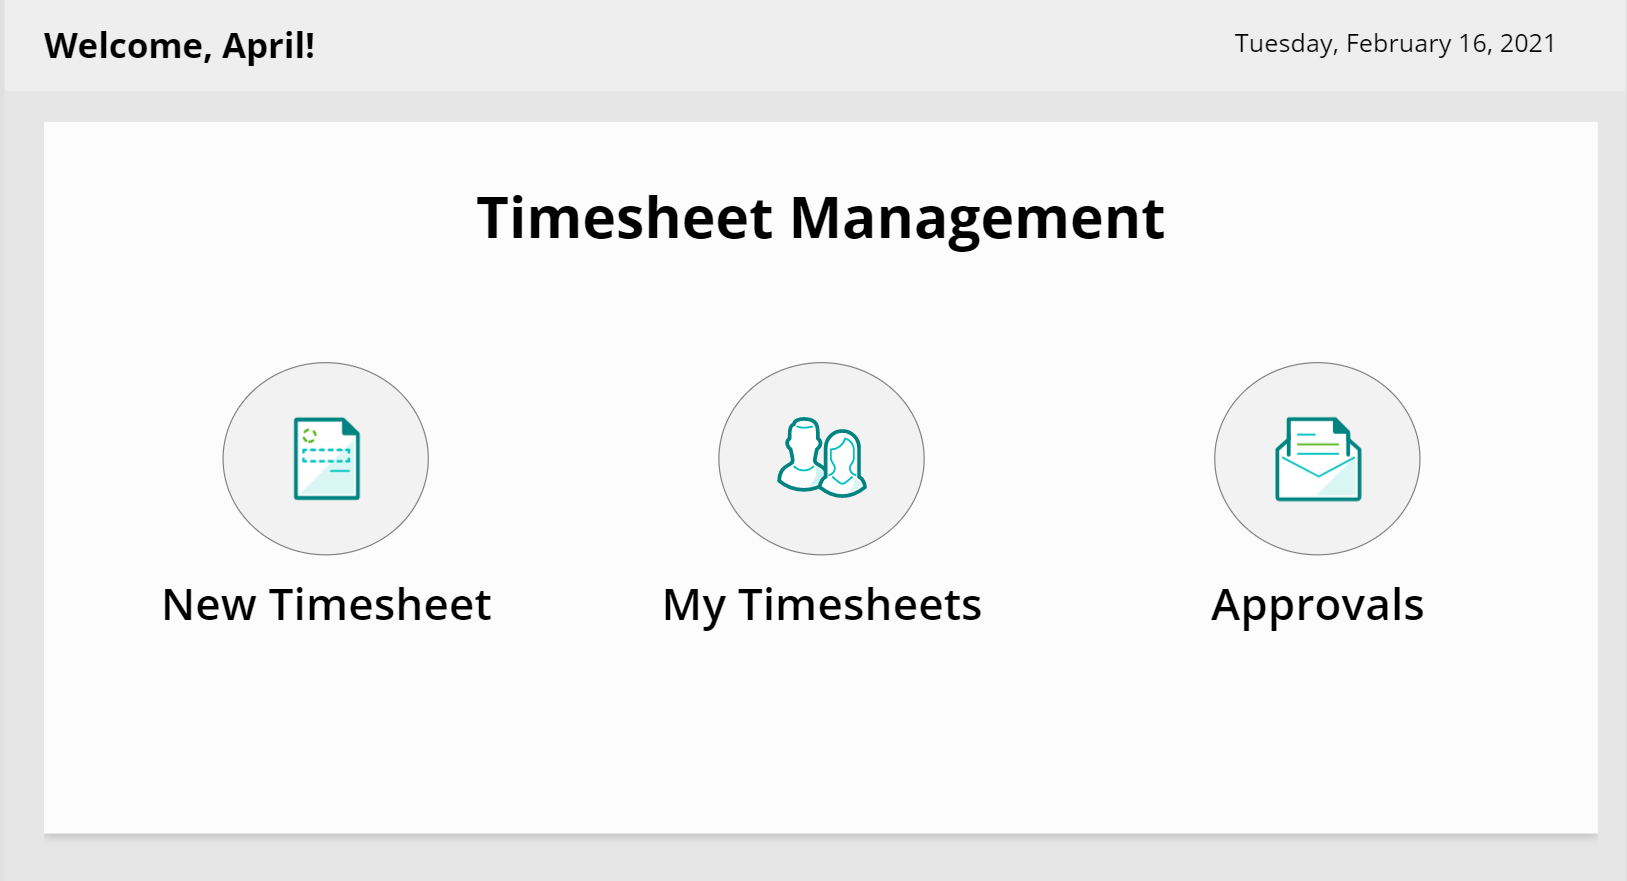 Welcome, April!
Tuesday, February 16, 2021
Timesheet Management
New Timesheet
My Timesheets
Approvals